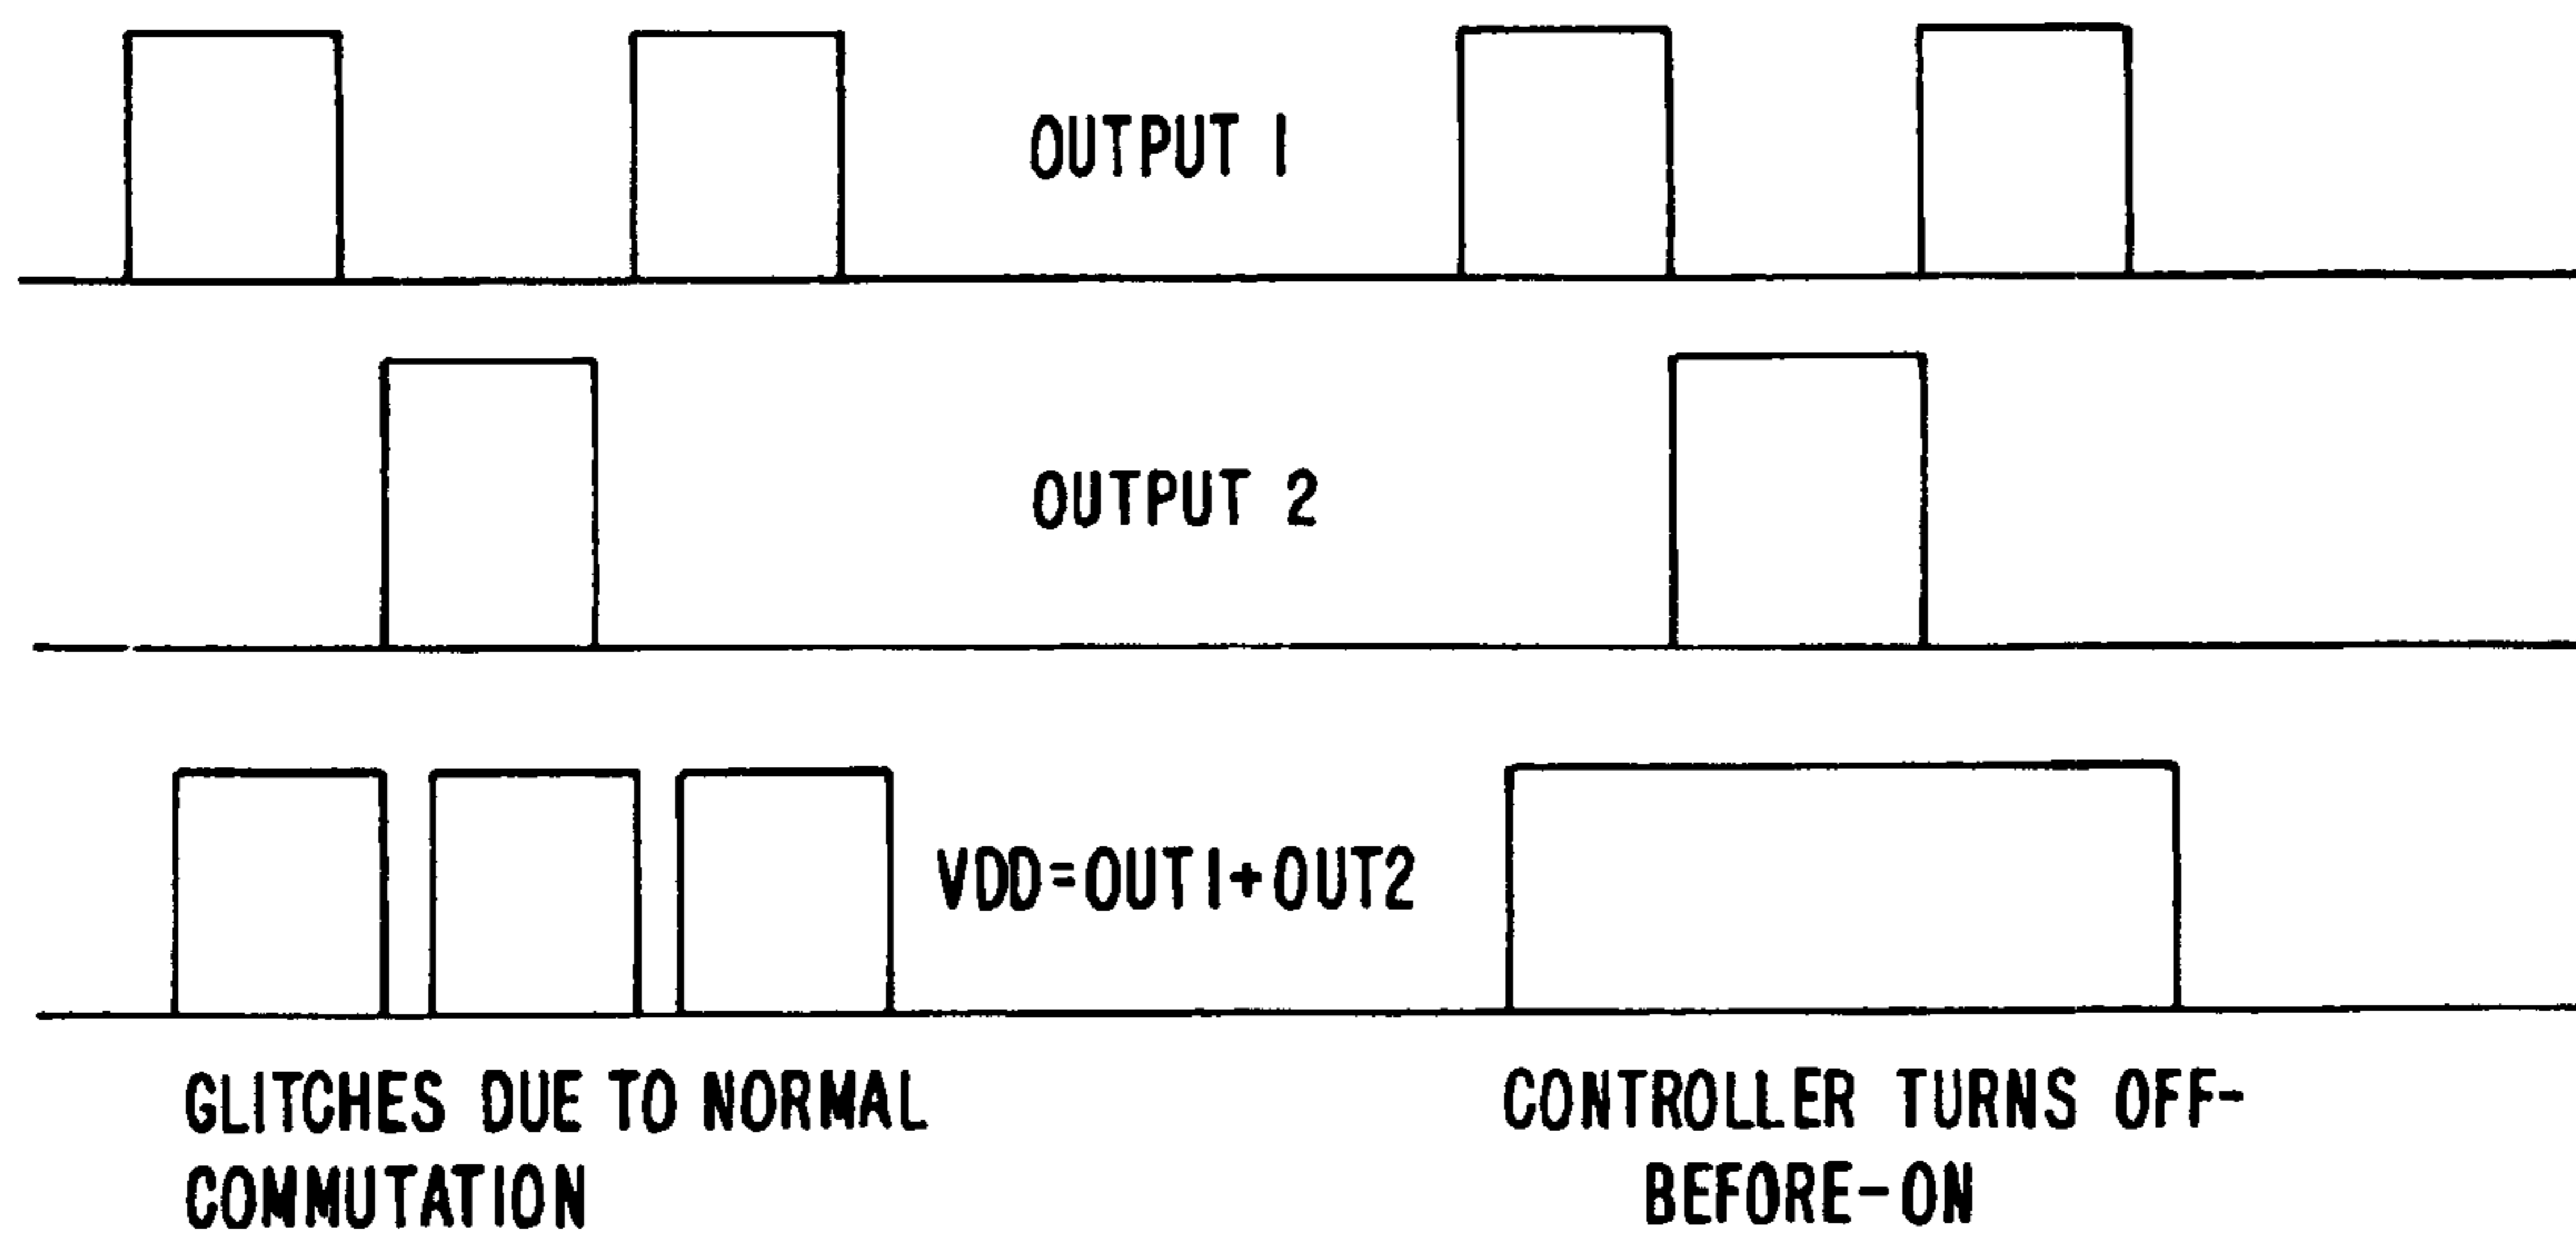 OUTPUT 1
OUTPUT 2
VDD=OUT1+OUT2
GLITCHES DUE TO NORMAL
COMMUTATION
CONTROLLER TURNS OFF-
BEFORE-ON